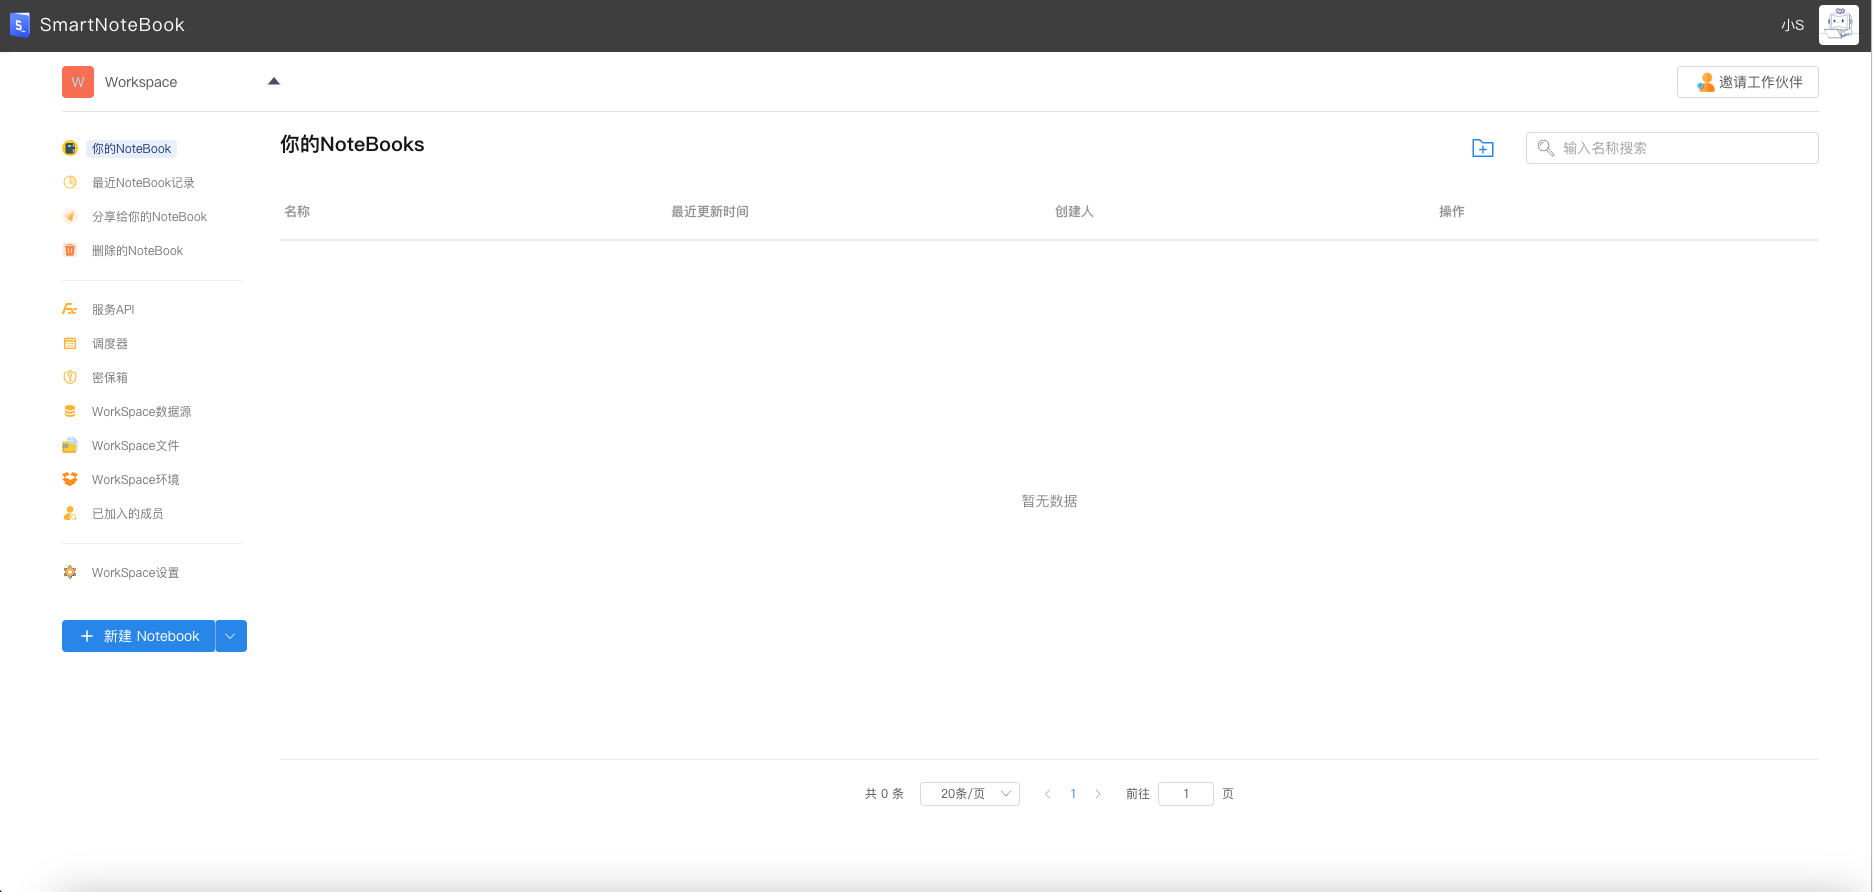 SmartNoteBook
小S
W Workspace
邀请工作伙伴
你的NoteBook
最近NoteBook记录
分享给你的NoteBook
删除的NoteBook
服务API
调度器
密保箱
WorkSpace数据源
WorkSpace文件
WorkSpace环境
已加入的成员
WorkSpace设置
新建 Notebook
你的NoteBooks
输入名称搜索
名称 最近更新时间 创建人 操作
暂无数据
共 0 条 20条/页 1 前往 1 页